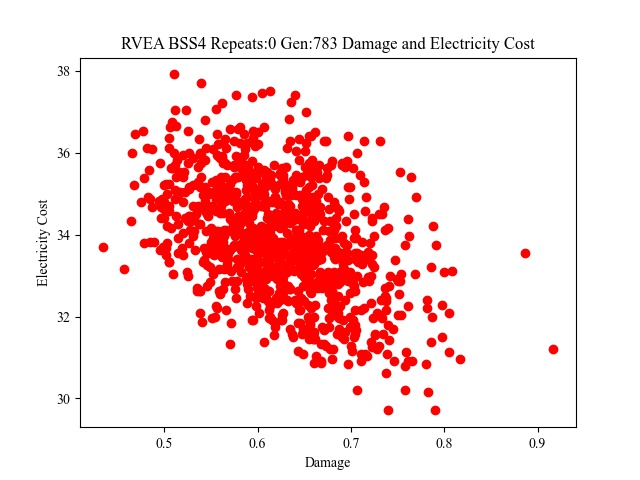 RVEA BSS4 Repeats:0 Gen:783 Damage and Electricity Cost
38
36
34
32
30
Electricity Cost
0.5 0.6 0.7 0.8 0.9
Damage